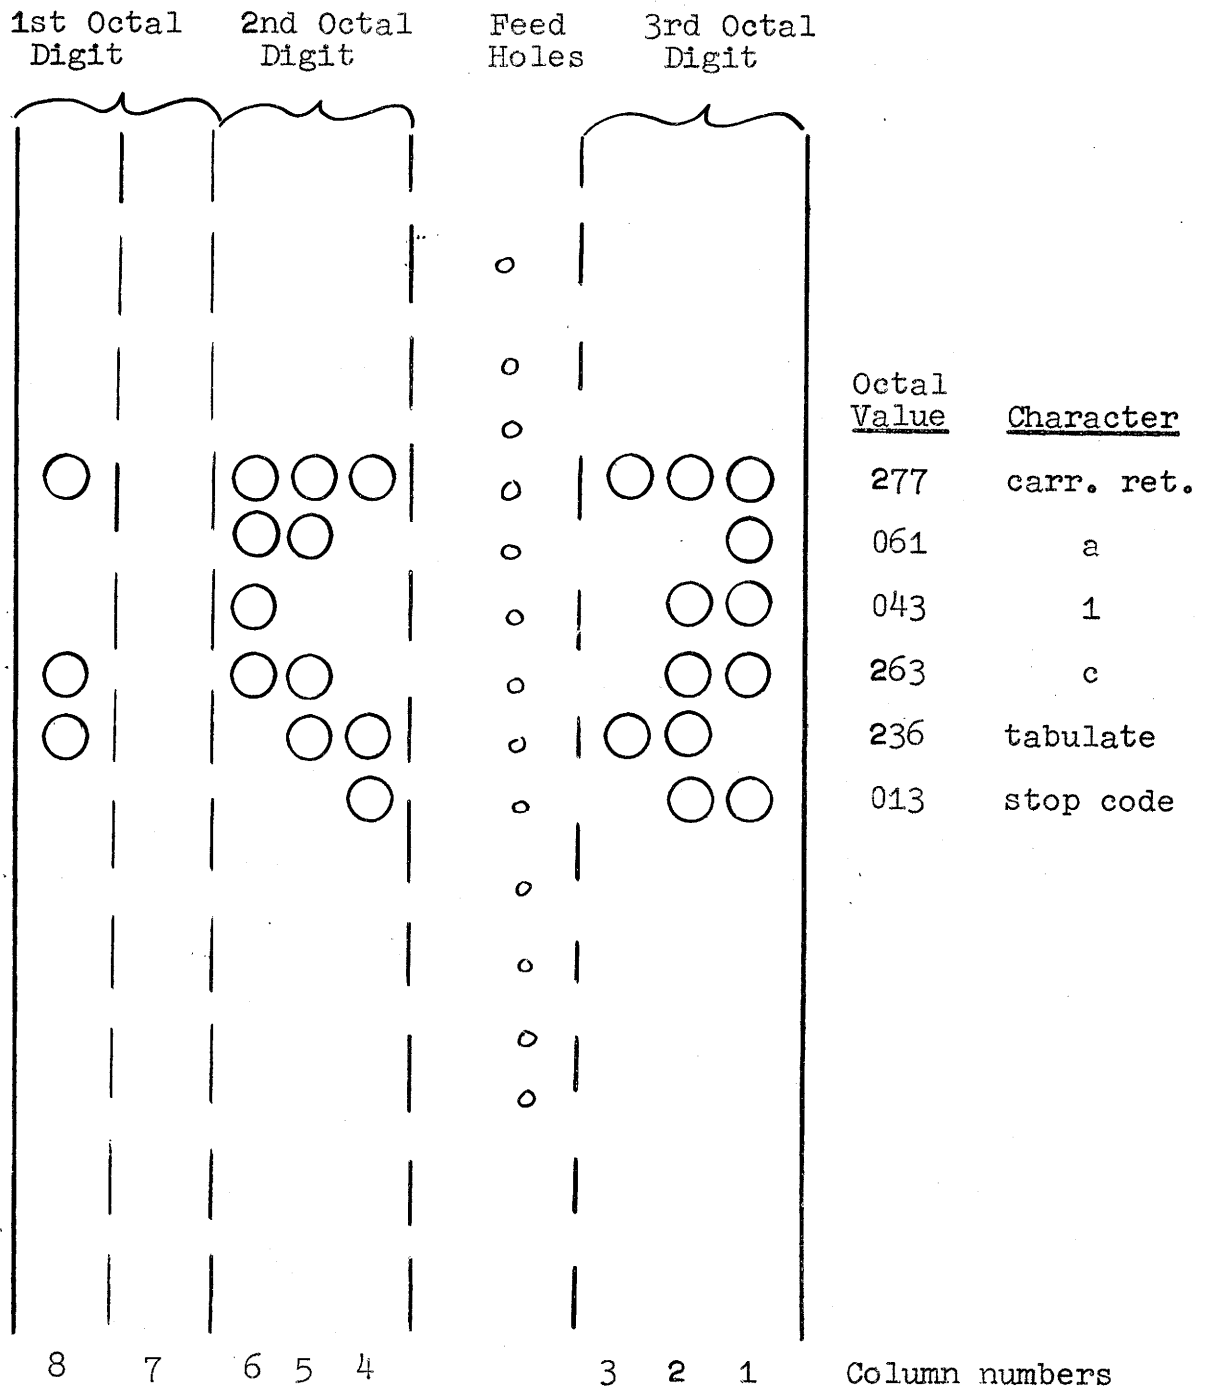 1st Octal Digit
2nd Octal Digit
Feed Holes
3rd Octal Digit
Octal Value Character
277 carr. ret.
061 a
043 1
263 c
236 tabulate
013 stop code
8 7 6 5 4 3 2 1 Column numbers